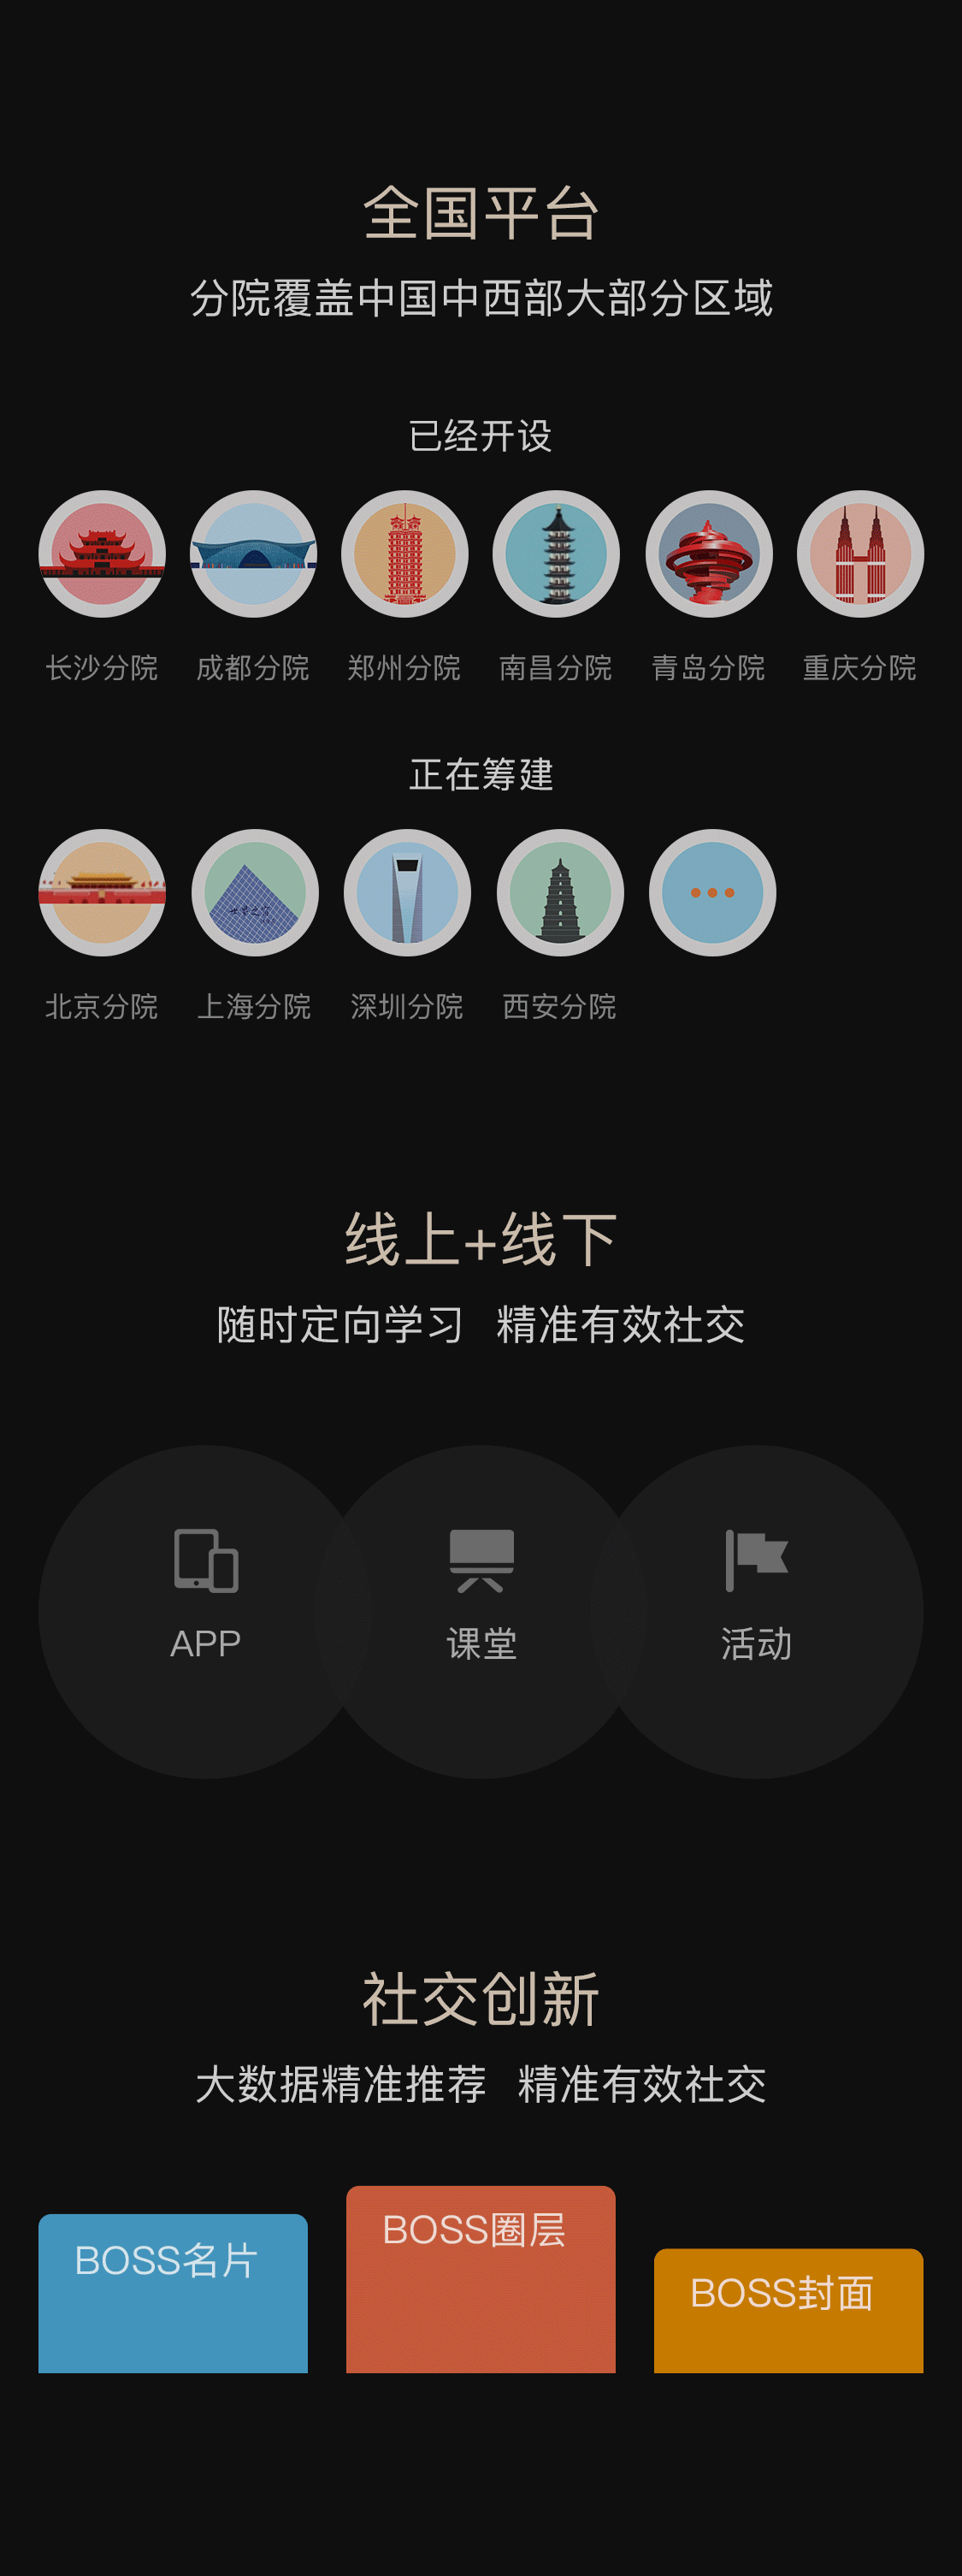 全国平台
分院覆盖中国中西部大部分区域
已经开设
长沙分院 成都分院 郑州分院 南昌分院 青岛分院 重庆分院
正在筹建
世界之窗
北京分院 上海分院 深圳分院 西安分院
线上+线下
随时定向学习 精准有效社交
APP 课堂 活动
社交创新
大数据精准推荐 精准有效社交
BOSS名片 BOSS圈层 BOSS封面